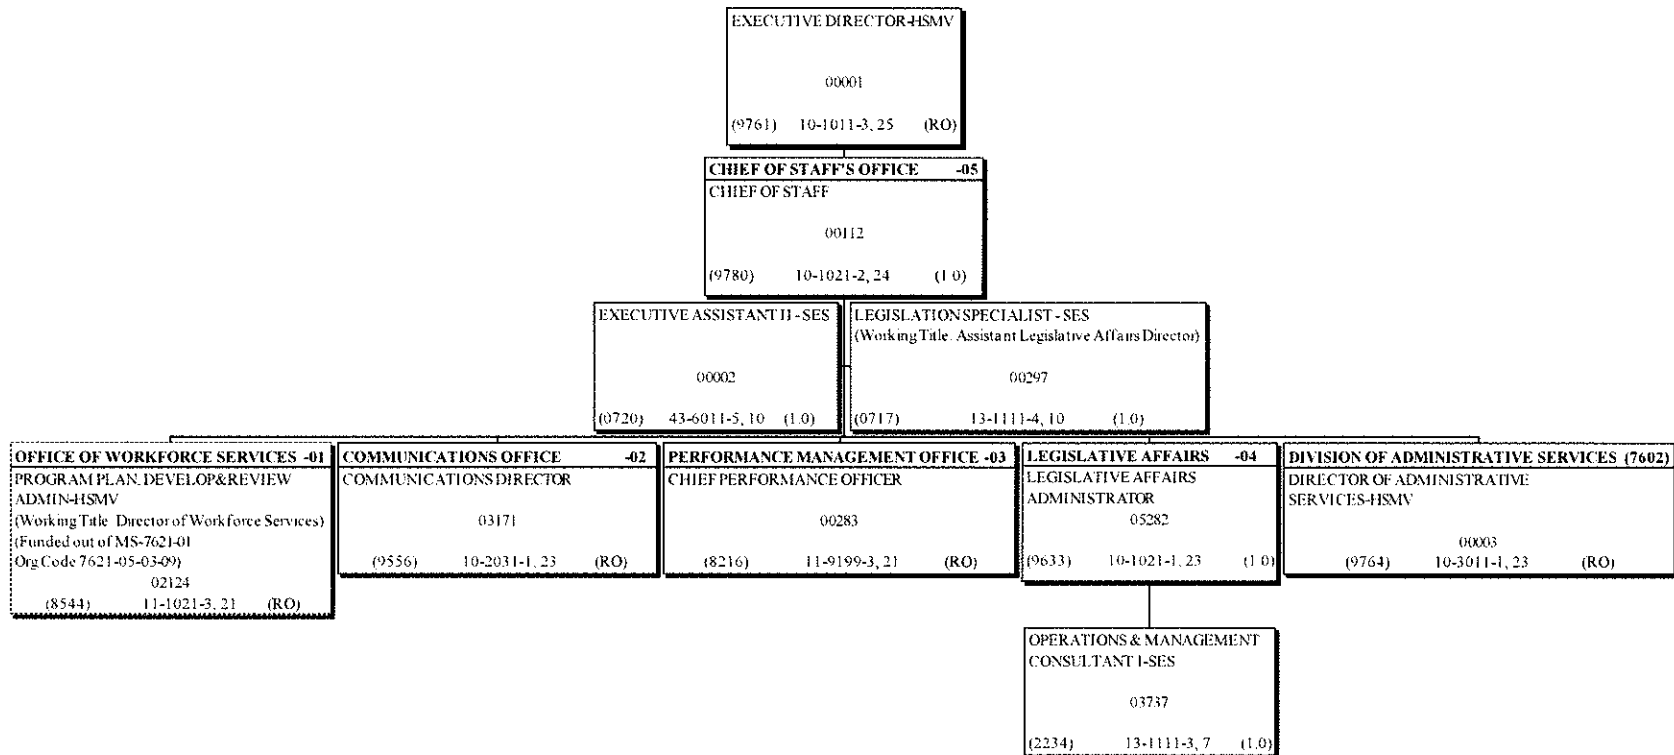 EXECUTIVE DIRECTOR-HSMV
00001
(9761) 10-1011-3, 25 (RO)
CHIEF OF STAFF'S OFFICE -05
CHIEF OF STAFF
00112
(9780) 10-1021-2, 24 (1.0)
EXECUTIVE ASSISTANT II - SES
00002
(0720) 43-6011-5, 10 (1.0)
LEGISLATION SPECIALIST - SES
(Working Title. Assistant Legislative Affairs Director)
00297
(0717) 13-1111-4, 10 (1.0)
OFFICE OF WORKFORCE SERVICES -01
PROGRAM PLAN. DEVELOP&REVIEW
ADMIN-HSMV
(Working Title Director of Workforce Services)
(Funded out of MS-7621-01
Org Code 7621-05-03-09)
02124
(8544) 11-1021-3, 21 (RO)
COMMUNICATIONS OFFICE -02
COMMUNICATIONS DIRECTOR
03171
(9556) 10-2031-1, 23 (RO)
PERFORMANCE MANAGEMENT OFFICE -03
CHIEF PERFORMANCE OFFICER
00283
(8216) 11-9199-3, 21 (RO)
LEGISLATIVE AFFAIRS -04
LEGISLATIVE AFFAIRS
ADMINISTRATOR
05282
(9633) 10-1021-1, 23 (1.0)
DIVISION OF ADMINISTRATIVE SERVICES (7602)
DIRECTOR OF ADMINISTRATIVE
SERVICES-HSMV
00003
(9764) 10-3011-1, 23 (RO)
OPERATIONS & MANAGEMENT
CONSULTANT I-SES
03737
(2234) 13-1111-3, 7 (1.0)